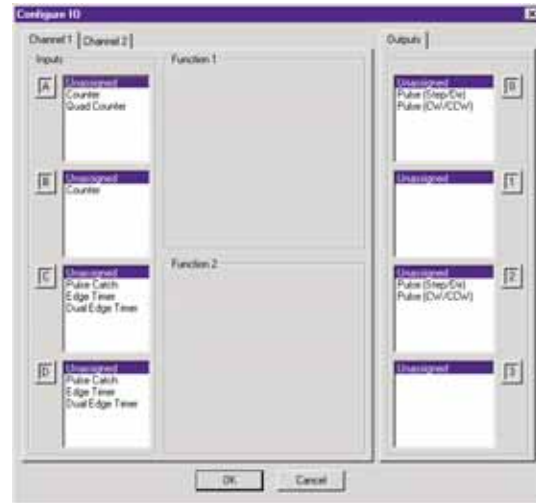 Configure IO
Channel 1
Channel 2
Outputs
Inputs
Function 1
A
Unassigned
Counter
Quad Counter
B
Unassigned
Counter
C
Unassigned
Pulse Catch
Edge Timer
Dual Edge Timer
D
Unassigned
Pulse Catch
Edge Timer
Dual Edge Timer
Function 2
Unassigned
Pulse (Step/Dir)
Pulse (CW/CCW)
0
Unassigned
1
Unassigned
Pulse (Step/Dir)
Pulse (CW/CCW)
2
Unassigned
3
OK
Cancel